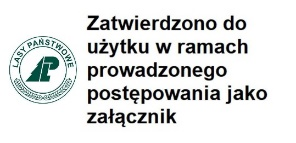 LASY PAŃSTWOWE
Zatwierdzono do
użytku w ramach
prowadzonego
postępowania jako
załącznik